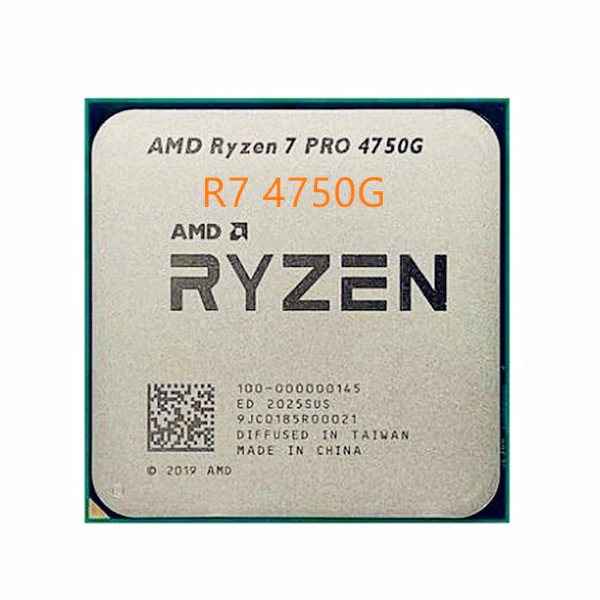 AMD Ryzen 7 PRO 4750G
R7 4750G
AMD
RYZEN
100-000000145
ED 2025SUS
9JC0185R00021
DIFFUSED IN TAIWAN
MADE IN CHINA
© 2019 AMD